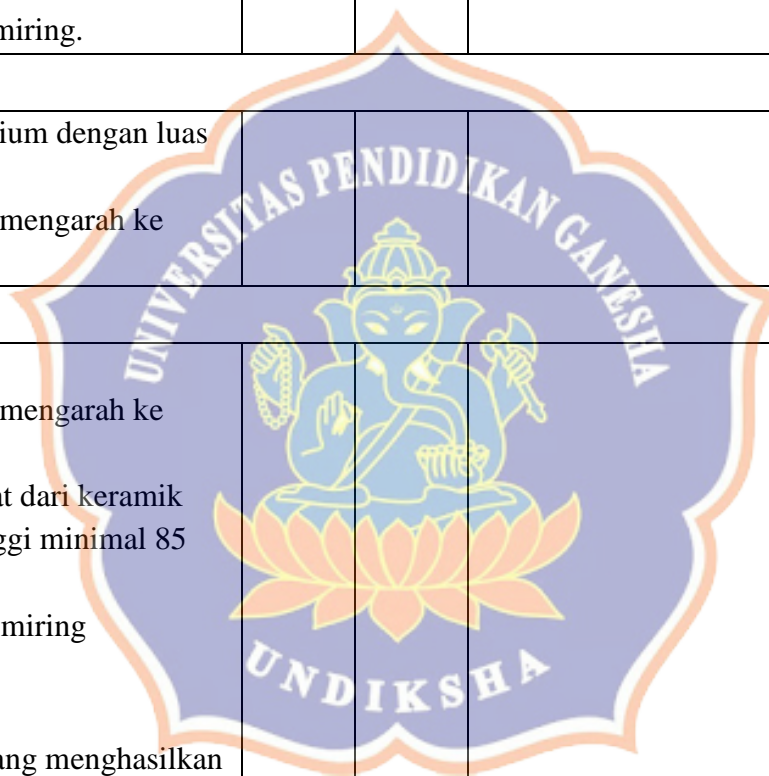 miring.
ium dengan luas
mengarah ke
mengarah ke
at dari keramik
ggi minimal 85
miring
ang menghasilkan
UNIVERSITAS PENDIDIKAN GANESHA
UNDIKSHA